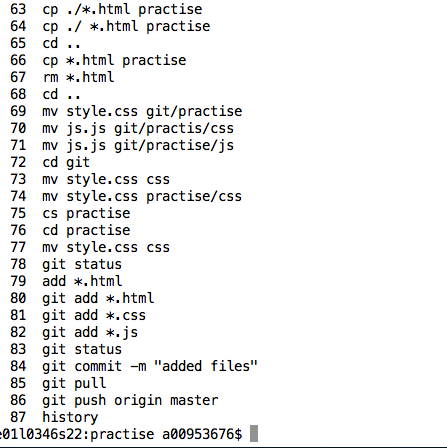 63 cp ./*.html practise
64 cp ./ *.html practise
65 cd ..
66 cp *.html practise
67 rm *.html
68 cd ..
69 mv style.css git/practise
70 mv js.js git/practis/css
71 mv js.js git/practise/js
72 cd git
73 mv style.css css
74 mv style.css practise/css
75 cs practise
76 cd practise
77 mv style.css css
78 git status
79 add *.html
80 git add *.html
81 git add *.css
82 git add *.js
83 git status
84 git commit -m "added files"
85 git pull
86 git push origin master
87 history
e01l0346s22:practise a00953676$